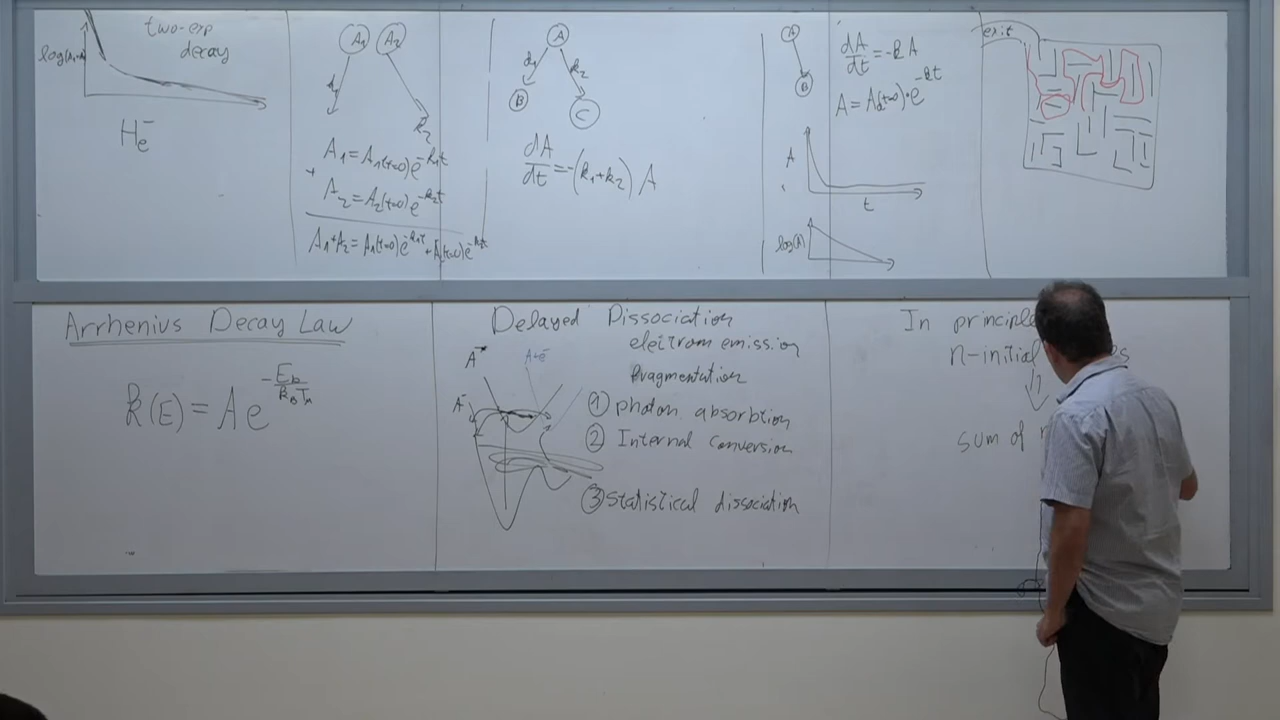 two-exp
decay
log(A₁+A₂)
He⁻
A₁ A₂
k₁
k₂
A₁ = A₁(t=0)e^-k₁t
+
A₂ = A₂(t=0)e^-k₂t
A₁+A₂ = A₁(t=0)e^-k₁t + A₂(t=0)e^-k₂t
A
k₁ k₂
B
C
dA/dt = -(k₁+k₂) A
A
B
dA/dt = -k A
A = A(t=0)·e^-kt
A
t
log(A)
exit
Arrhenius Decay Law
k(E) = A e^-E_b/k_B T_m
Delayed Dissociation
electrom emission
fragmentation
A⁻* A+e⁻
A⁻
① photon absorbtion
② Internal conversion
③ statistical dissociation
In principle
n-initial
sum of